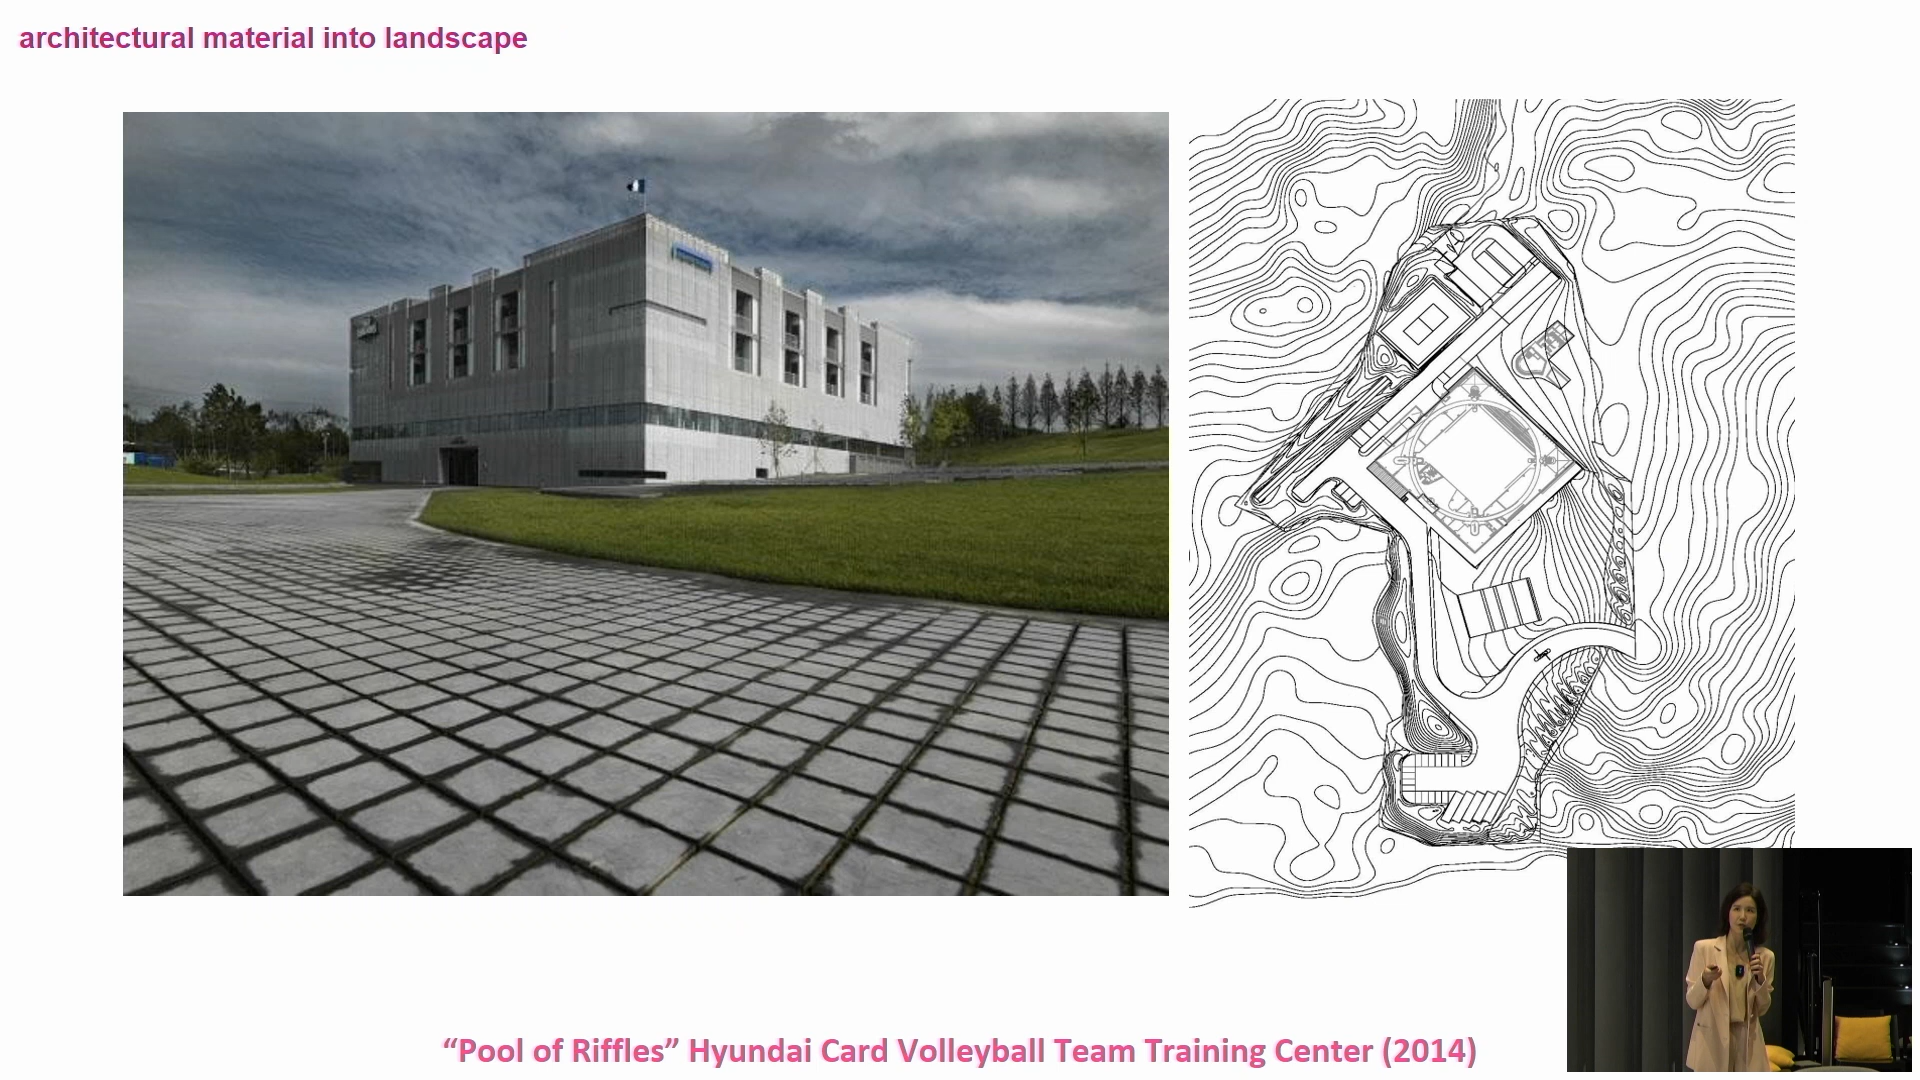 architectural material into landscape
“Pool of Riffles” Hyundai Card Volleyball Team Training Center (2014)